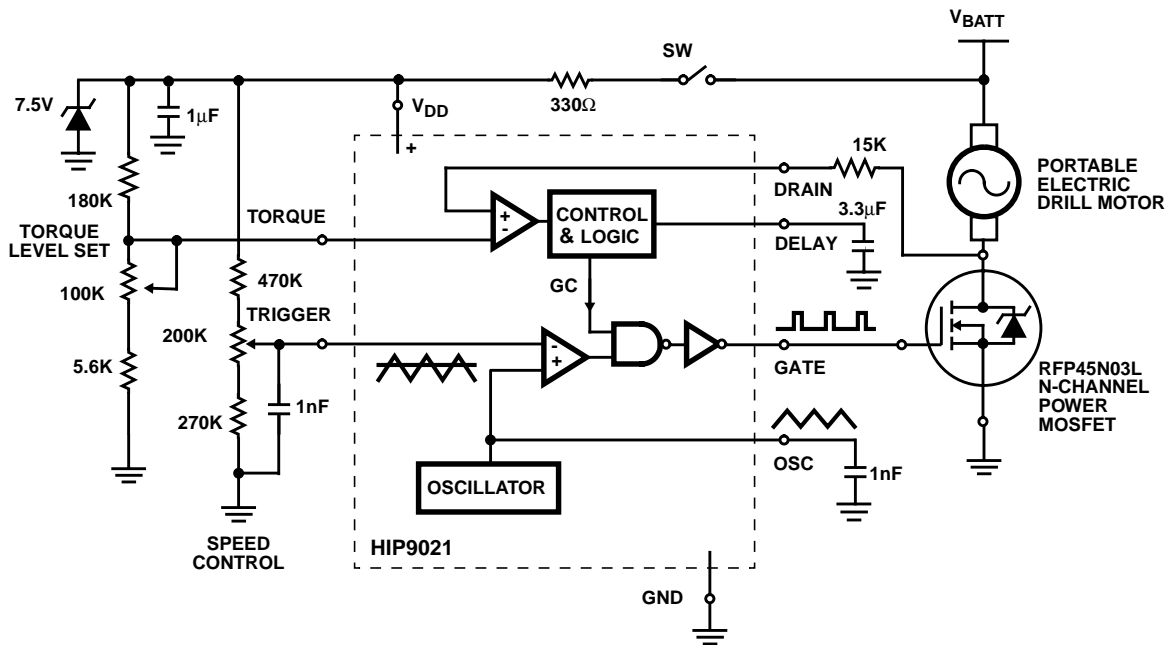 V_BATT
SW
7.5V
1μF
V_DD
330Ω
+
15K
PORTABLE
ELECTRIC
DRILL MOTOR
180K
TORQUE
DRAIN
3.3μF
TORQUE
LEVEL SET
+
-
CONTROL
& LOGIC
DELAY
100K
470K
GC
TRIGGER
200K
-
+
GATE
5.6K
RFP45N03L
N-CHANNEL
POWER
MOSFET
270K
1nF
OSC
1nF
OSCILLATOR
SPEED
CONTROL
HIP9021
GND